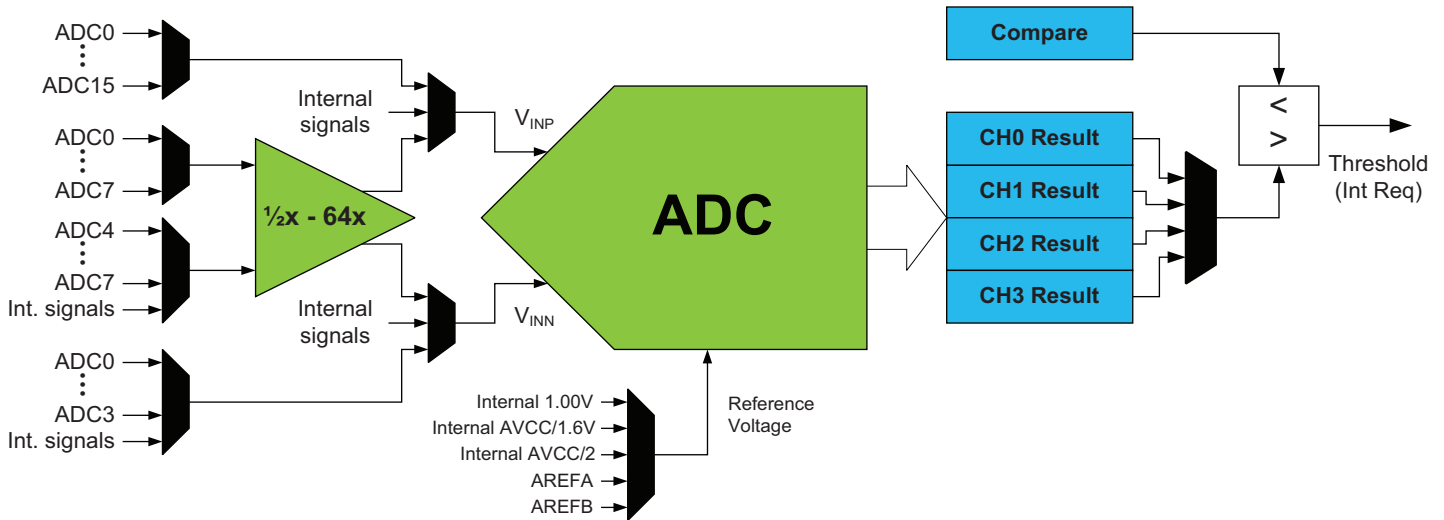 ADC0
ADC15
Internal
signals
ADC0
ADC7
ADC4
ADC7
Int. signals
½x - 64x
Internal
signals
ADC0
ADC3
Int. signals
VINP
VINN
ADC
Internal 1.00V
Internal AVCC/1.6V
Internal AVCC/2
AREFA
AREFB
Reference
Voltage
Compare
CH0 Result
CH1 Result
CH2 Result
CH3 Result
<
>
Threshold
(Int Req)